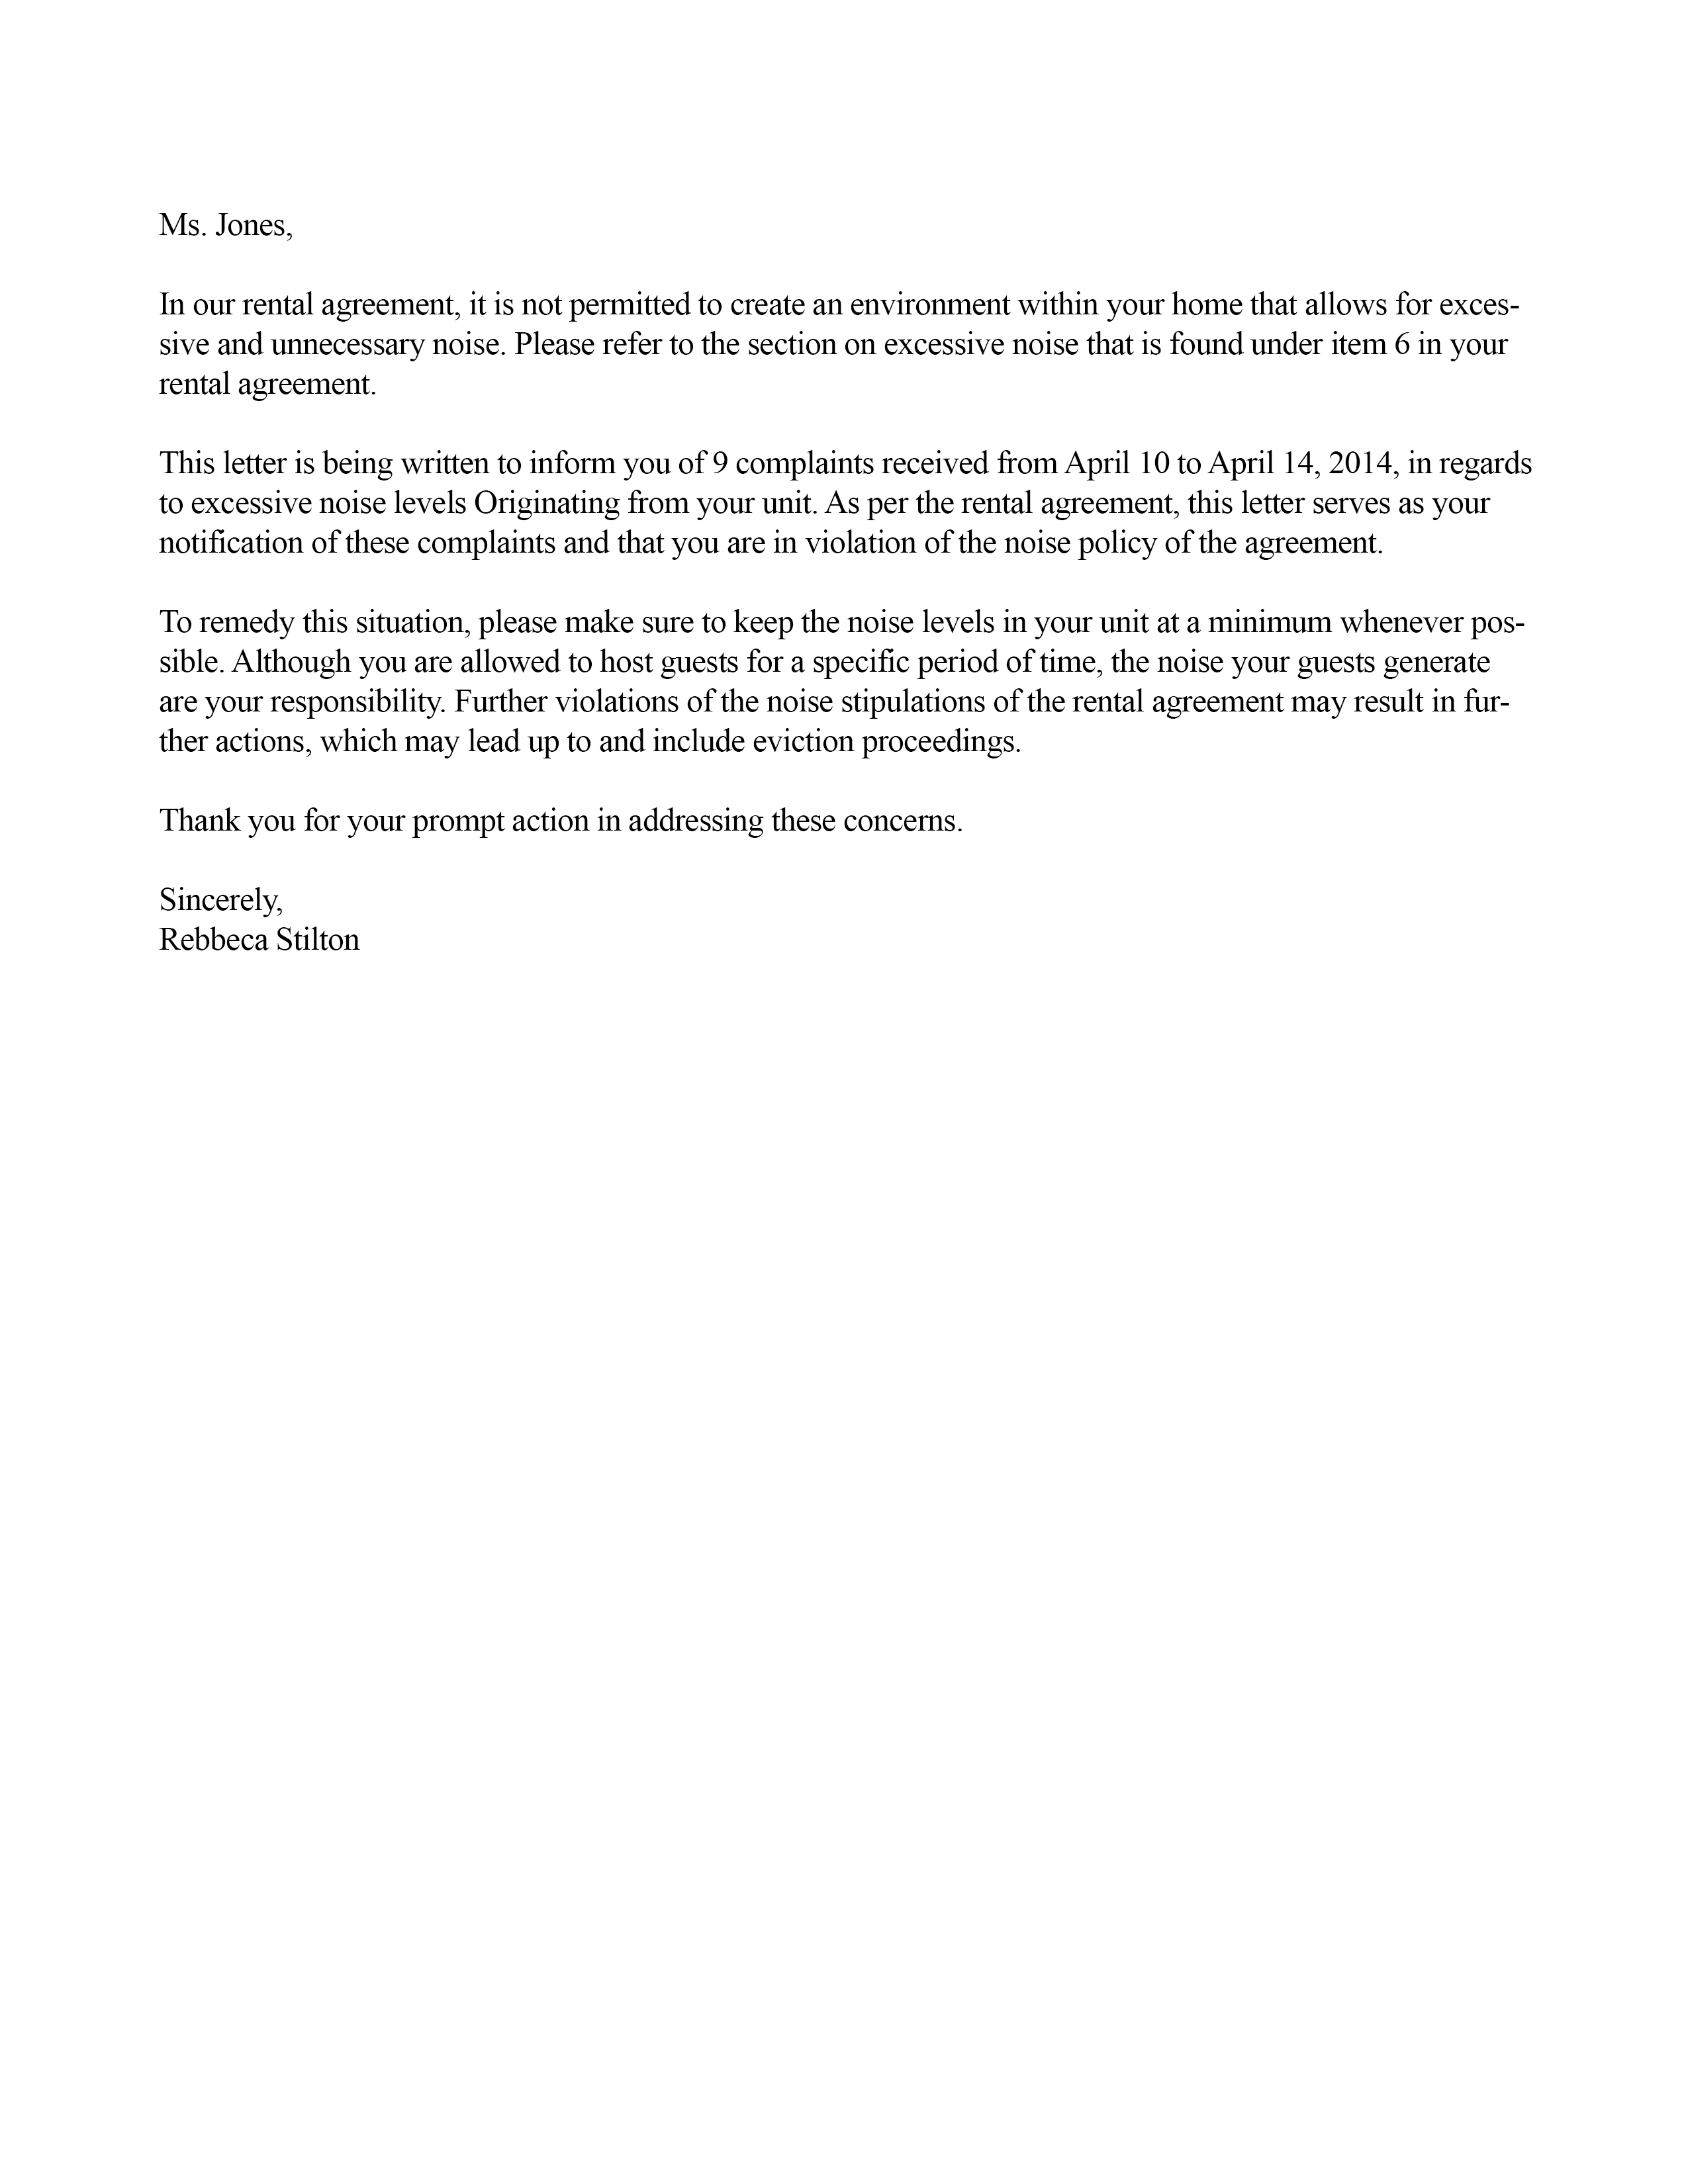 Ms. Jones,
In our rental agreement, it is not permitted to create an environment within your home that allows for exces-
sive and unnecessary noise. Please refer to the section on excessive noise that is found under item 6 in your
rental agreement.
This letter is being written to inform you of 9 complaints received from April 10 to April 14, 2014, in regards
to excessive noise levels Originating from your unit. As per the rental agreement, this letter serves as your
notification of these complaints and that you are in violation of the noise policy of the agreement.
To remedy this situation, please make sure to keep the noise levels in your unit at a minimum whenever pos-
sible. Although you are allowed to host guests for a specific period of time, the noise your guests generate
are your responsibility. Further violations of the noise stipulations of the rental agreement may result in fur-
ther actions, which may lead up to and include eviction proceedings.
Thank you for your prompt action in addressing these concerns.
Sincerely,
Rebbeca Stilton